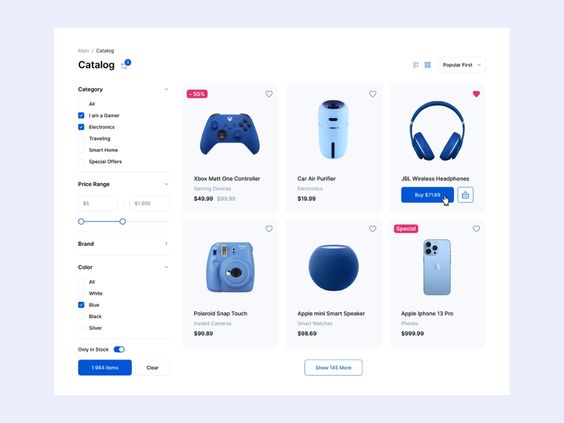 Main / Catalog
Catalog
3
Popular First
Category
All
I am a Gamer
Electronics
Traveling
Smart Home
Special Offers
Price Range
$5 – $1 000
Brand
Color
All
White
Blue
Black
Silver
Only in Stock
1 984 items
Clear
– 50%
Xbox Matt One Controller
Gaming Devices
$49.99 $99.99
Car Air Purifier
Electronics
$19.99
JBL Wireless Headphones
Buy $71.69
Polaroid Snap Touch
Instant Cameras
$99.89
Apple mini Smart Speaker
Smart Watches
$98.69
Special
Apple Iphone 13 Pro
Phones
$999.99
Show 145 More